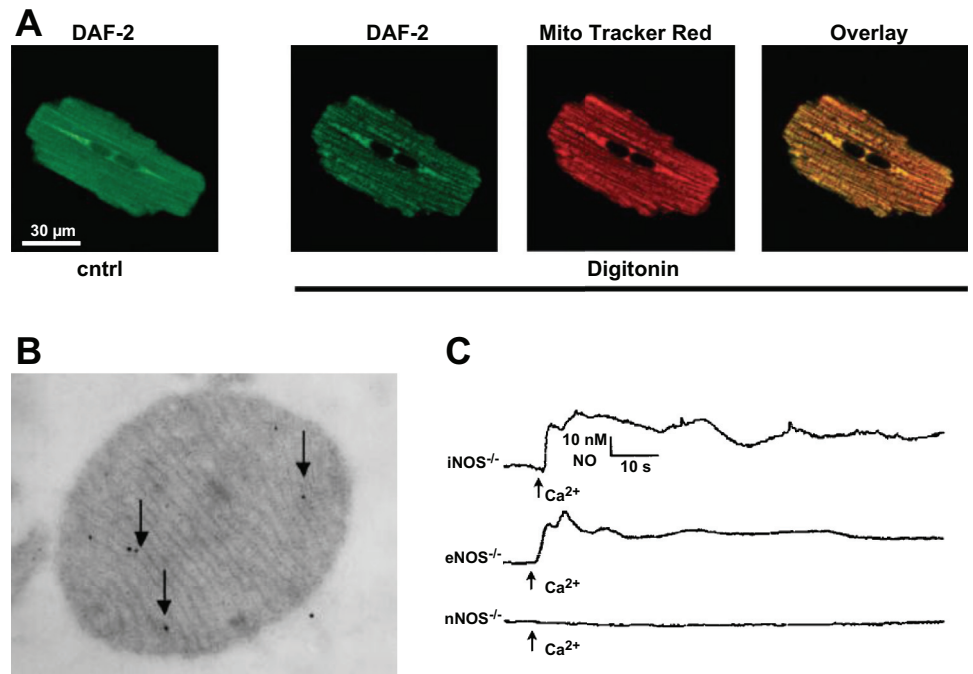 A
DAF-2 DAF-2 Mito Tracker Red Overlay
30 µm
cntrl Digitonin
B C
10 nM
NO 10 s
iNOS-/-
Ca2+
eNOS-/-
Ca2+
nNOS-/-
Ca2+